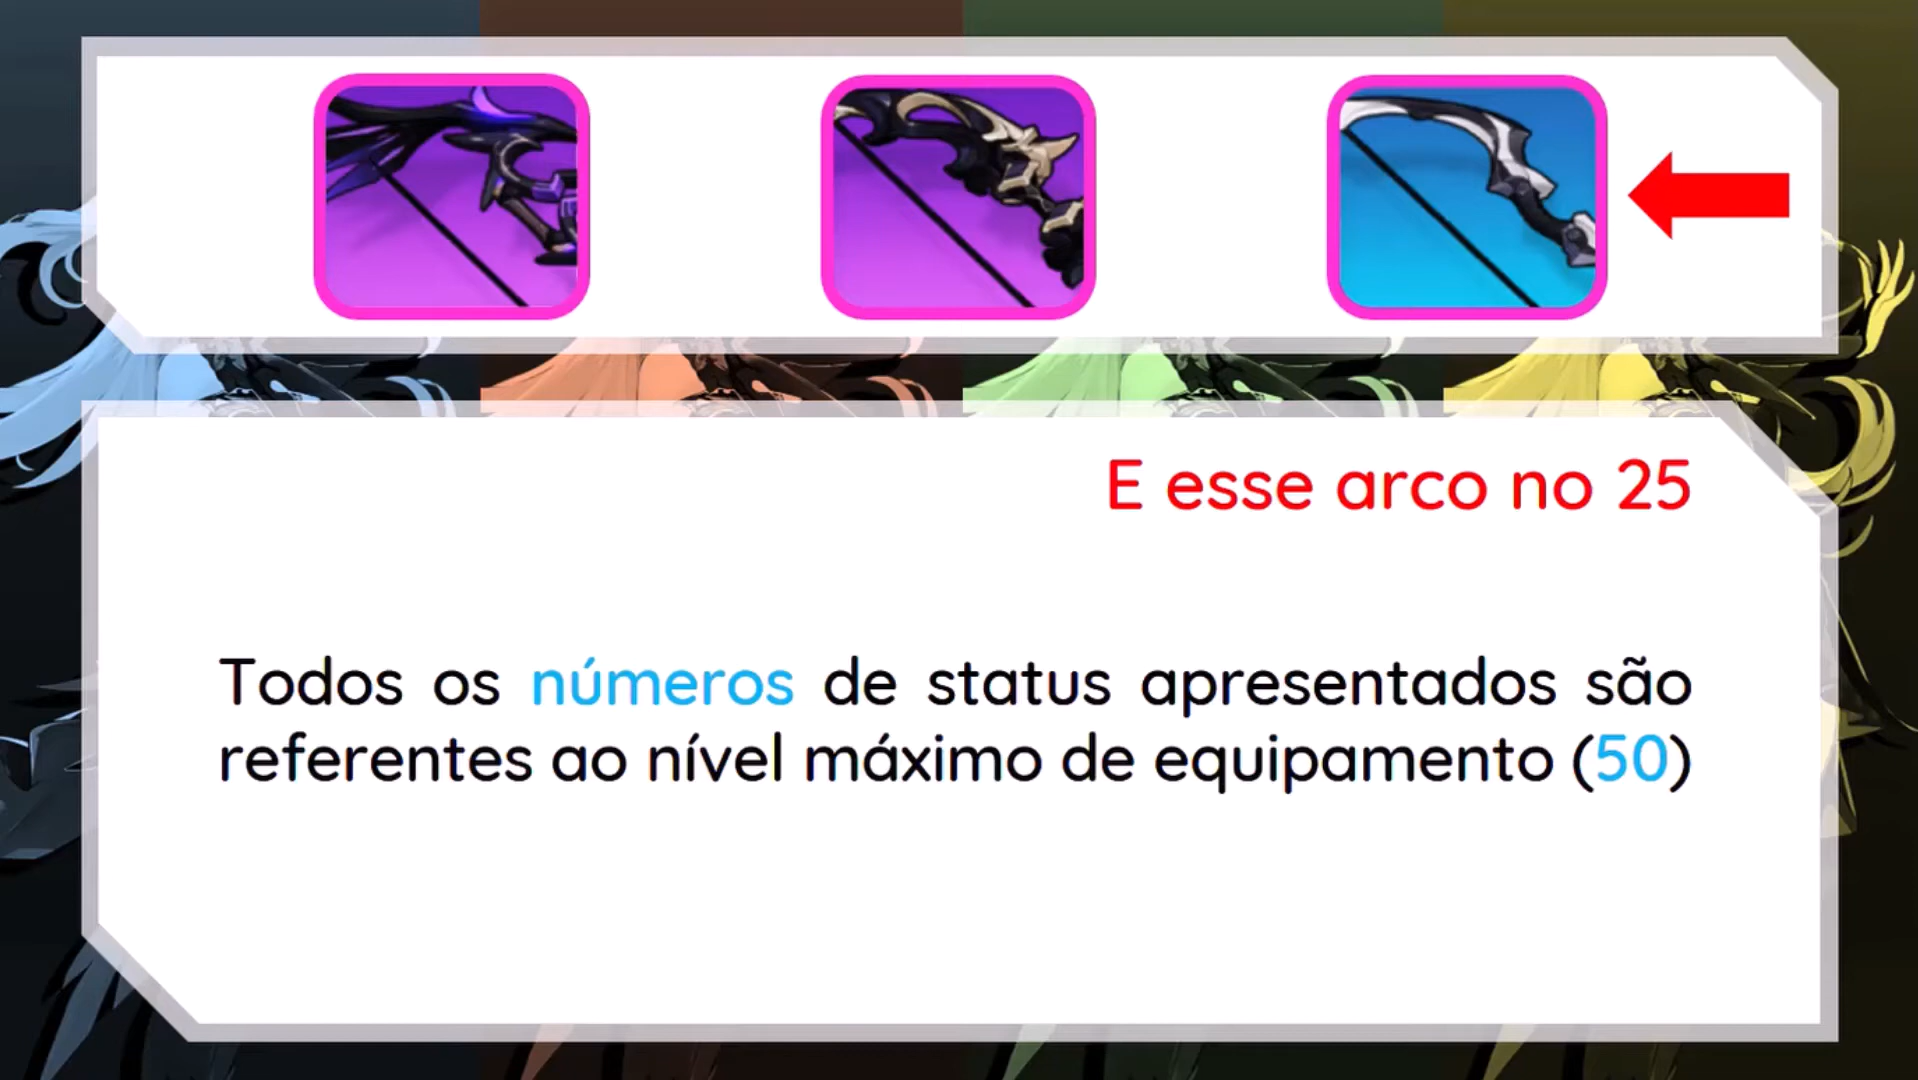 E esse arco no 25
Todos os números de status apresentados são
referentes ao nível máximo de equipamento (50)